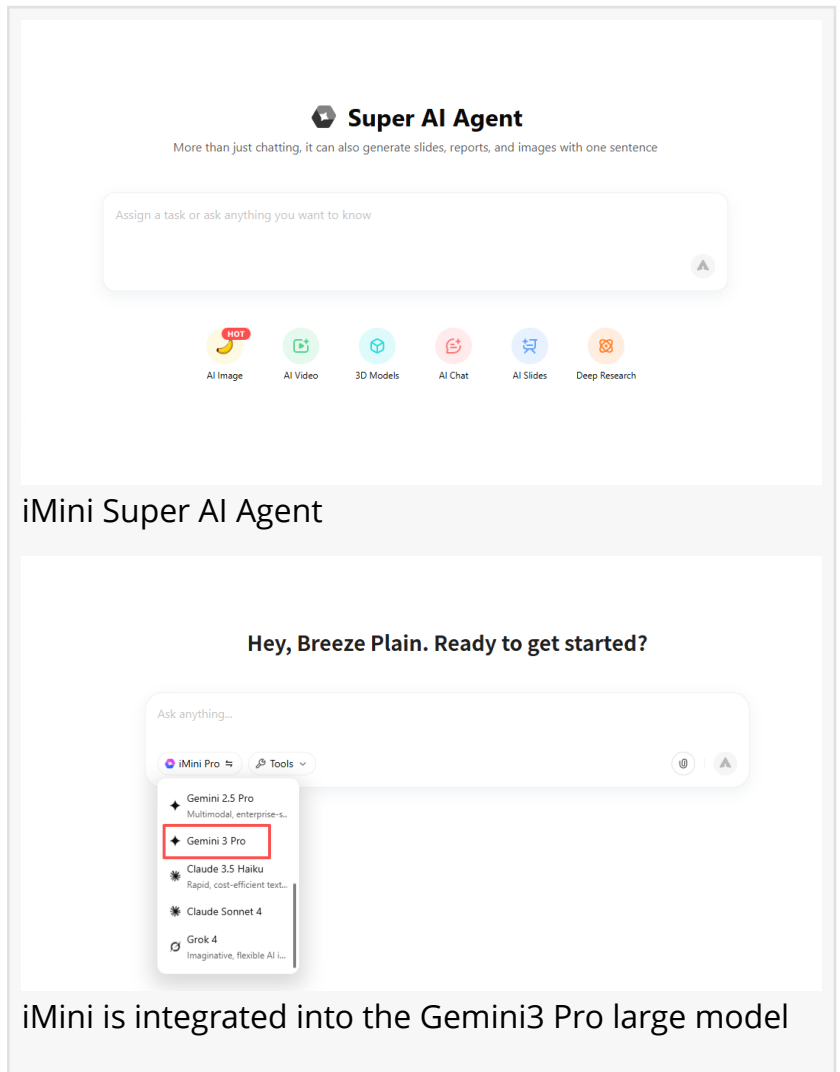 Super AI Agent
More than just chatting, it can also generate slides, reports, and images with one sentence
Assign a task or ask anything you want to know
HOT
AI Image AI Video 3D Models AI Chat AI Slides Deep Research
iMini Super AI Agent
Hey, Breeze Plain. Ready to get started?
Ask anything...
iMini Pro Tools
Gemini 2.5 Pro
Multimodal, enterprise-s..
Gemini 3 Pro
Claude 3.5 Haiku
Rapid, cost-efficient text...
Claude Sonnet 4
Grok 4
Imaginative, flexible AI i...
iMini is integrated into the Gemini3 Pro large model